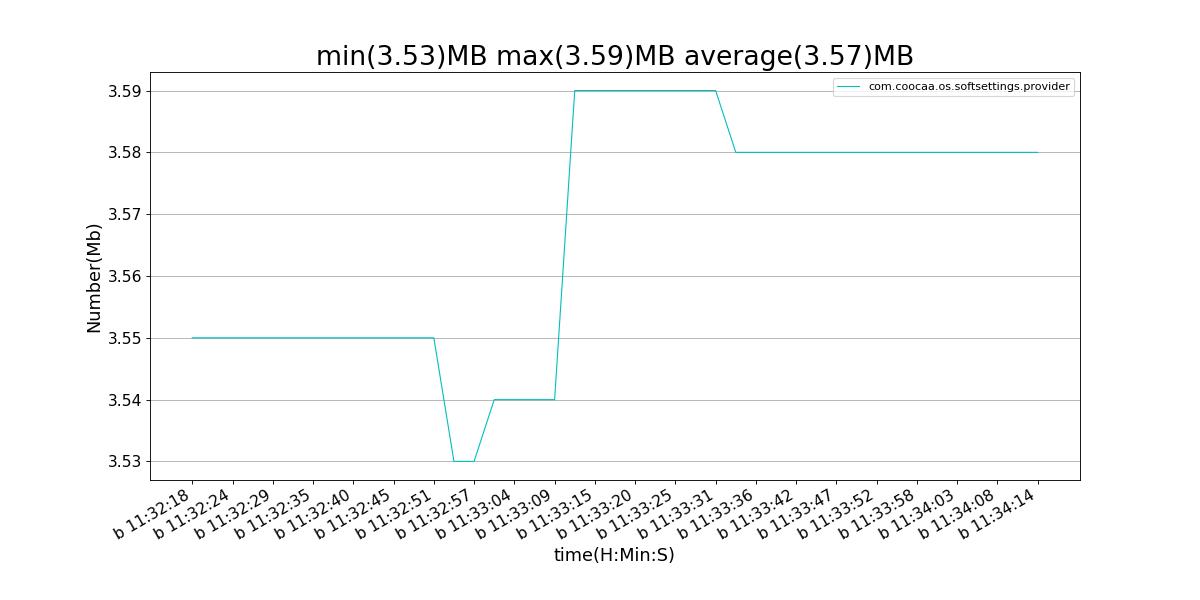 min(3.53)MB max(3.59)MB average(3.57)MB
com.coocaa.os.softsettings.provider
3.59
3.58
3.57
3.56
3.55
3.54
3.53
Number(Mb)
b 11:32:18
b 11:32:24
b 11:32:29
b 11:32:35
b 11:32:40
b 11:32:45
b 11:32:51
b 11:32:57
b 11:33:04
b 11:33:09
b 11:33:15
b 11:33:20
b 11:33:25
b 11:33:31
b 11:33:36
b 11:33:42
b 11:33:47
b 11:33:52
b 11:33:58
b 11:34:03
b 11:34:08
b 11:34:14
time(H:Min:S)